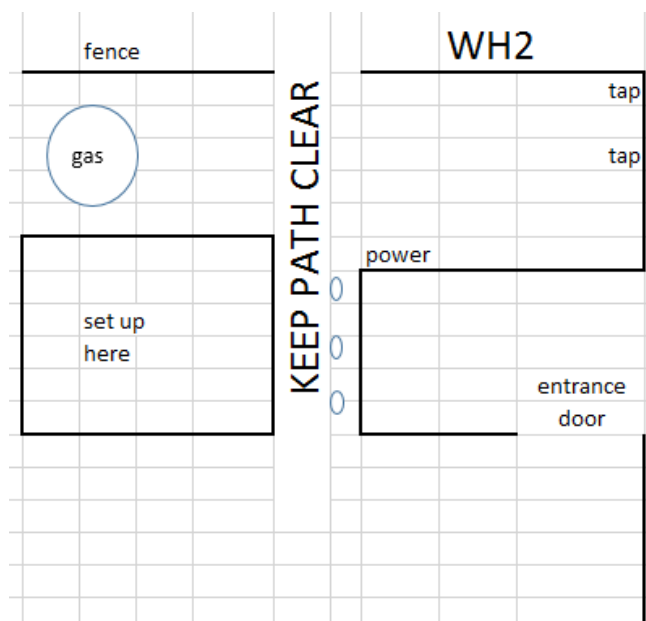 fence
WH2
tap
gas
tap
KEEP PATH CLEAR
power
set up
here
entrance
door